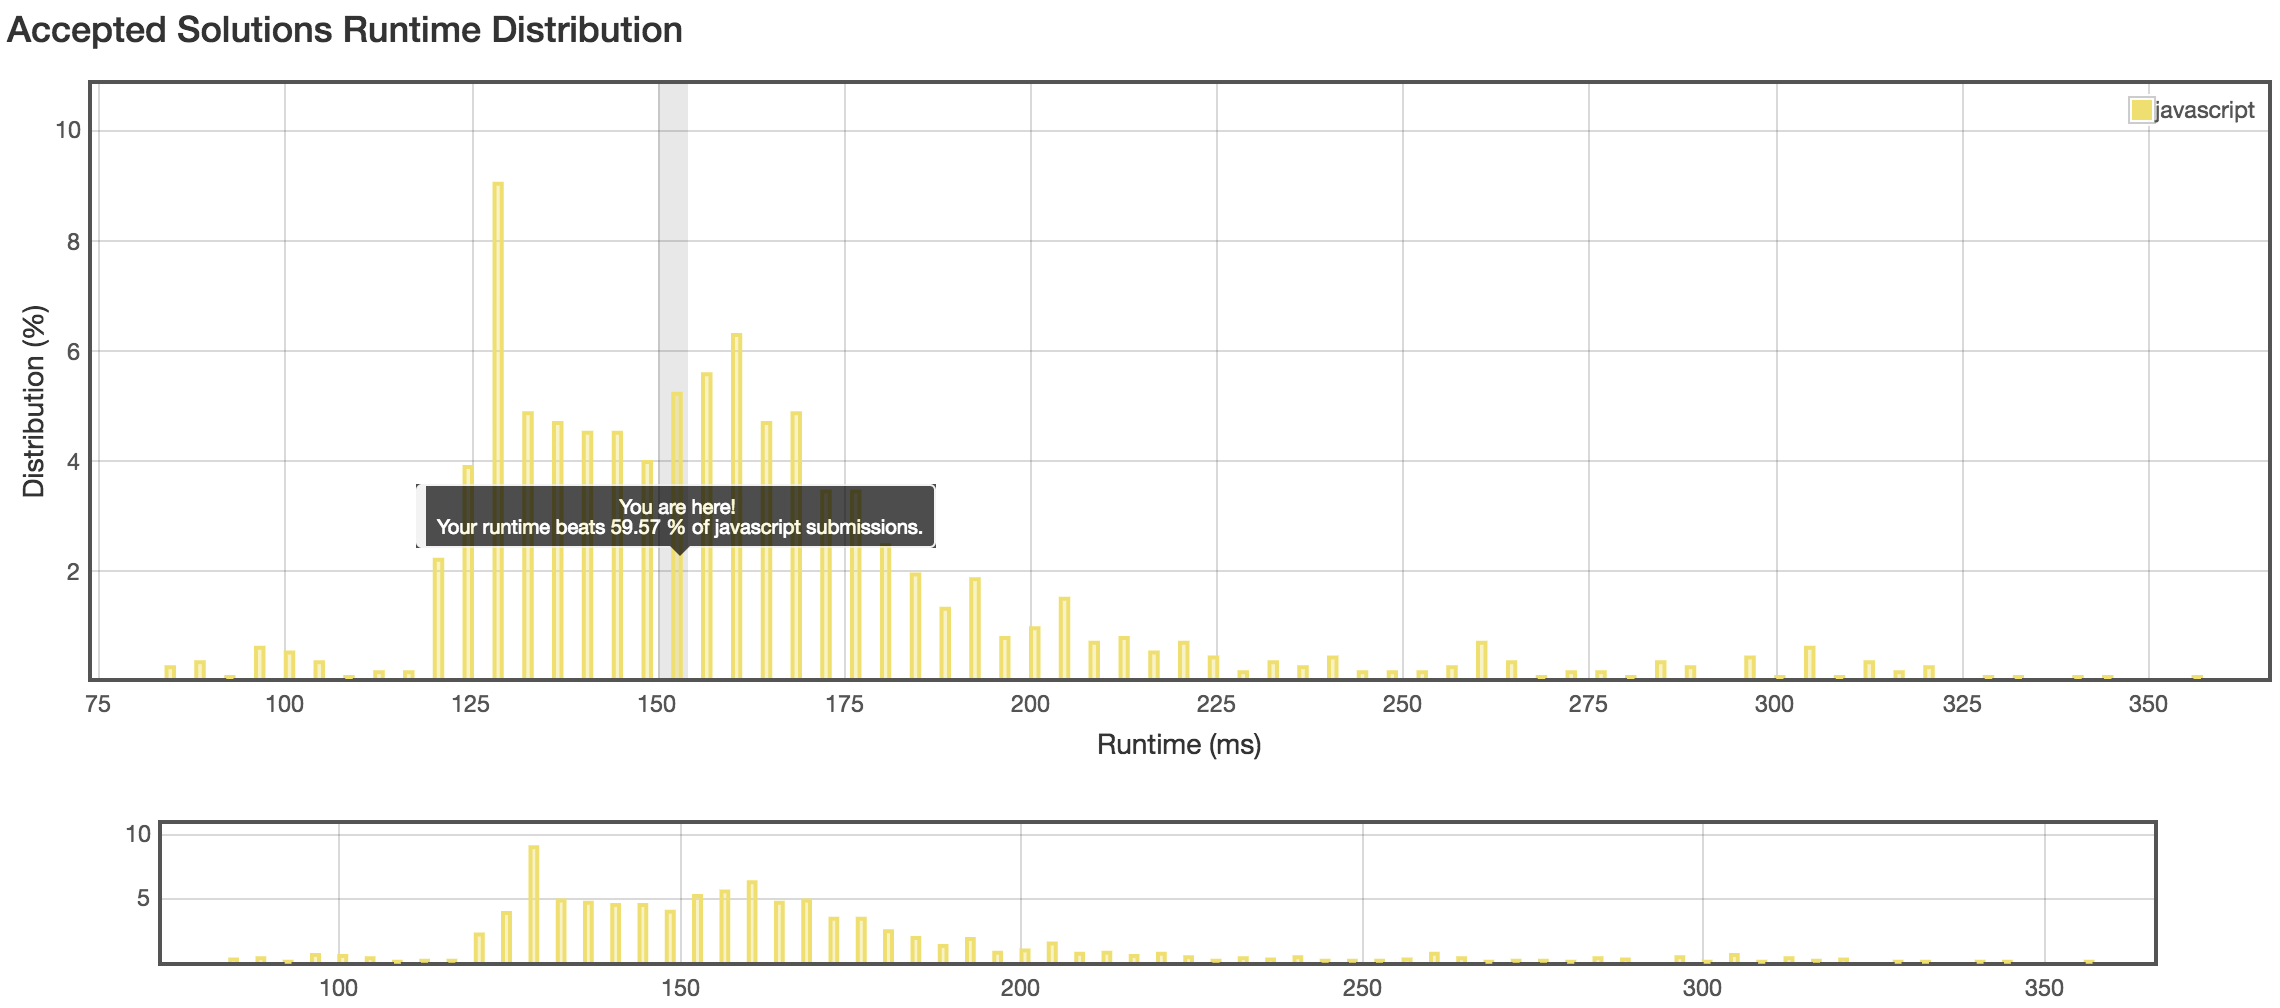 Accepted Solutions Runtime Distribution
javascript
10
8
6
4
2
Distribution (%)
You are here!
Your runtime beats 59.57 % of javascript submissions.
75 100 125 150 175 200 225 250 275 300 325 350
Runtime (ms)
10
5
100 150 200 250 300 350